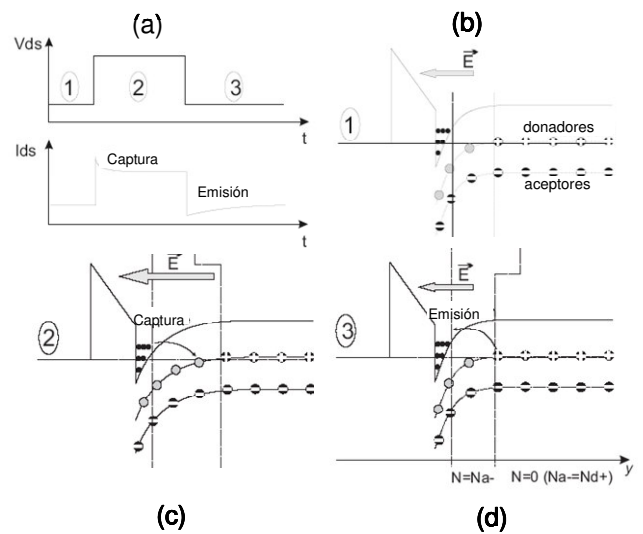 (a)
Vds
1
2
3
t
Ids
Captura
Emisión
t
(b)
E
1
donadores
aceptores
E
2
Captura
(c)
E
3
Emisión
y
N=Na-
N=0 (Na-=Nd+)
(d)